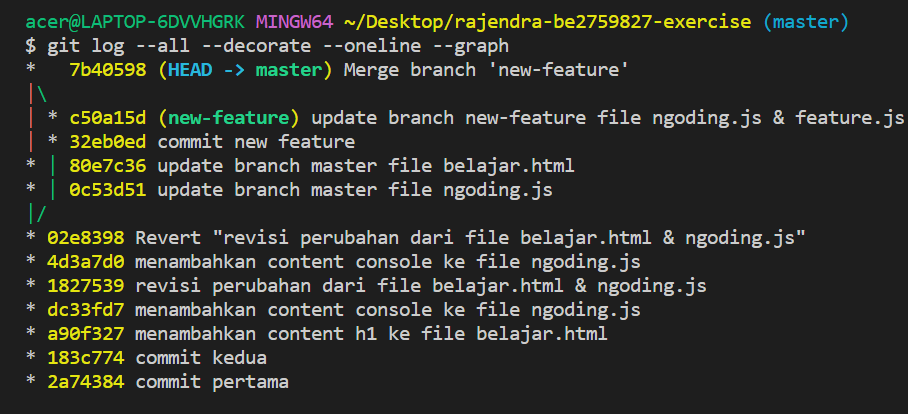 acer@LAPTOP-6DVVHGRK MINGW64 ~/Desktop/rajendra-be2759827-exercise (master)
$ git log --all --decorate --oneline --graph
*   7b40598 (HEAD -> master) Merge branch 'new-feature'
|\
| * c50a15d (new-feature) update branch new-feature file ngoding.js & feature.js
| * 32eb0ed commit new feature
* | 80e7c36 update branch master file belajar.html
* | 0c53d51 update branch master file ngoding.js
|/
* 02e8398 Revert "revisi perubahan dari file belajar.html & ngoding.js"
* 4d3a7d0 menambahkan content console ke file ngoding.js
* 1827539 revisi perubahan dari file belajar.html & ngoding.js
* dc33fd7 menambahkan content console ke file ngoding.js
* a90f327 menambahkan content h1 ke file belajar.html
* 183c774 commit kedua
* 2a74384 commit pertama